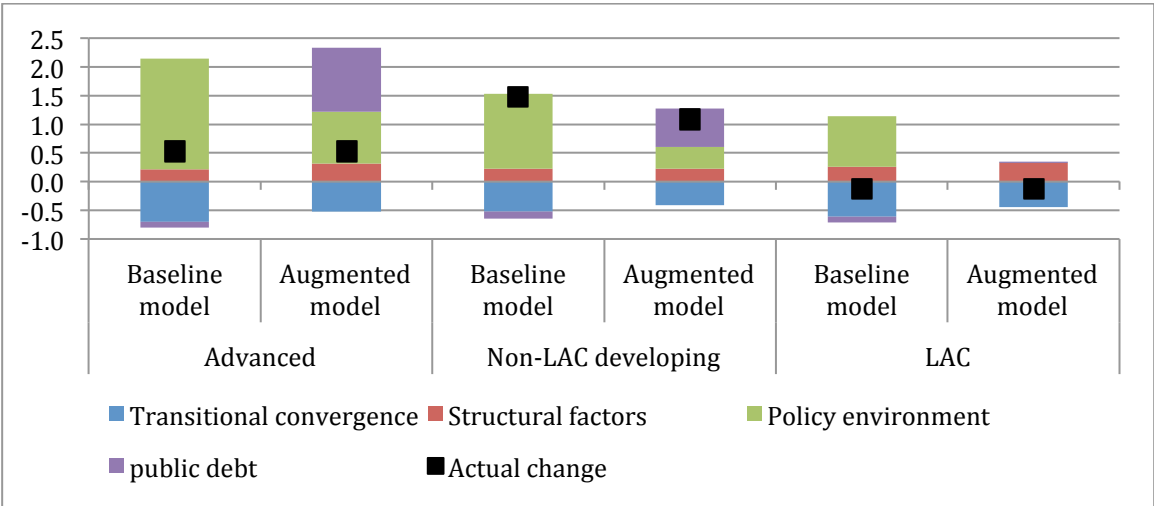 2.5
2.0
1.5
1.0
0.5
0.0
-0.5
-1.0
Baseline model
Augmented model
Baseline model
Augmented model
Baseline model
Augmented model
Advanced
Non-LAC developing
LAC
Transitional convergence
Structural factors
Policy environment
public debt
Actual change